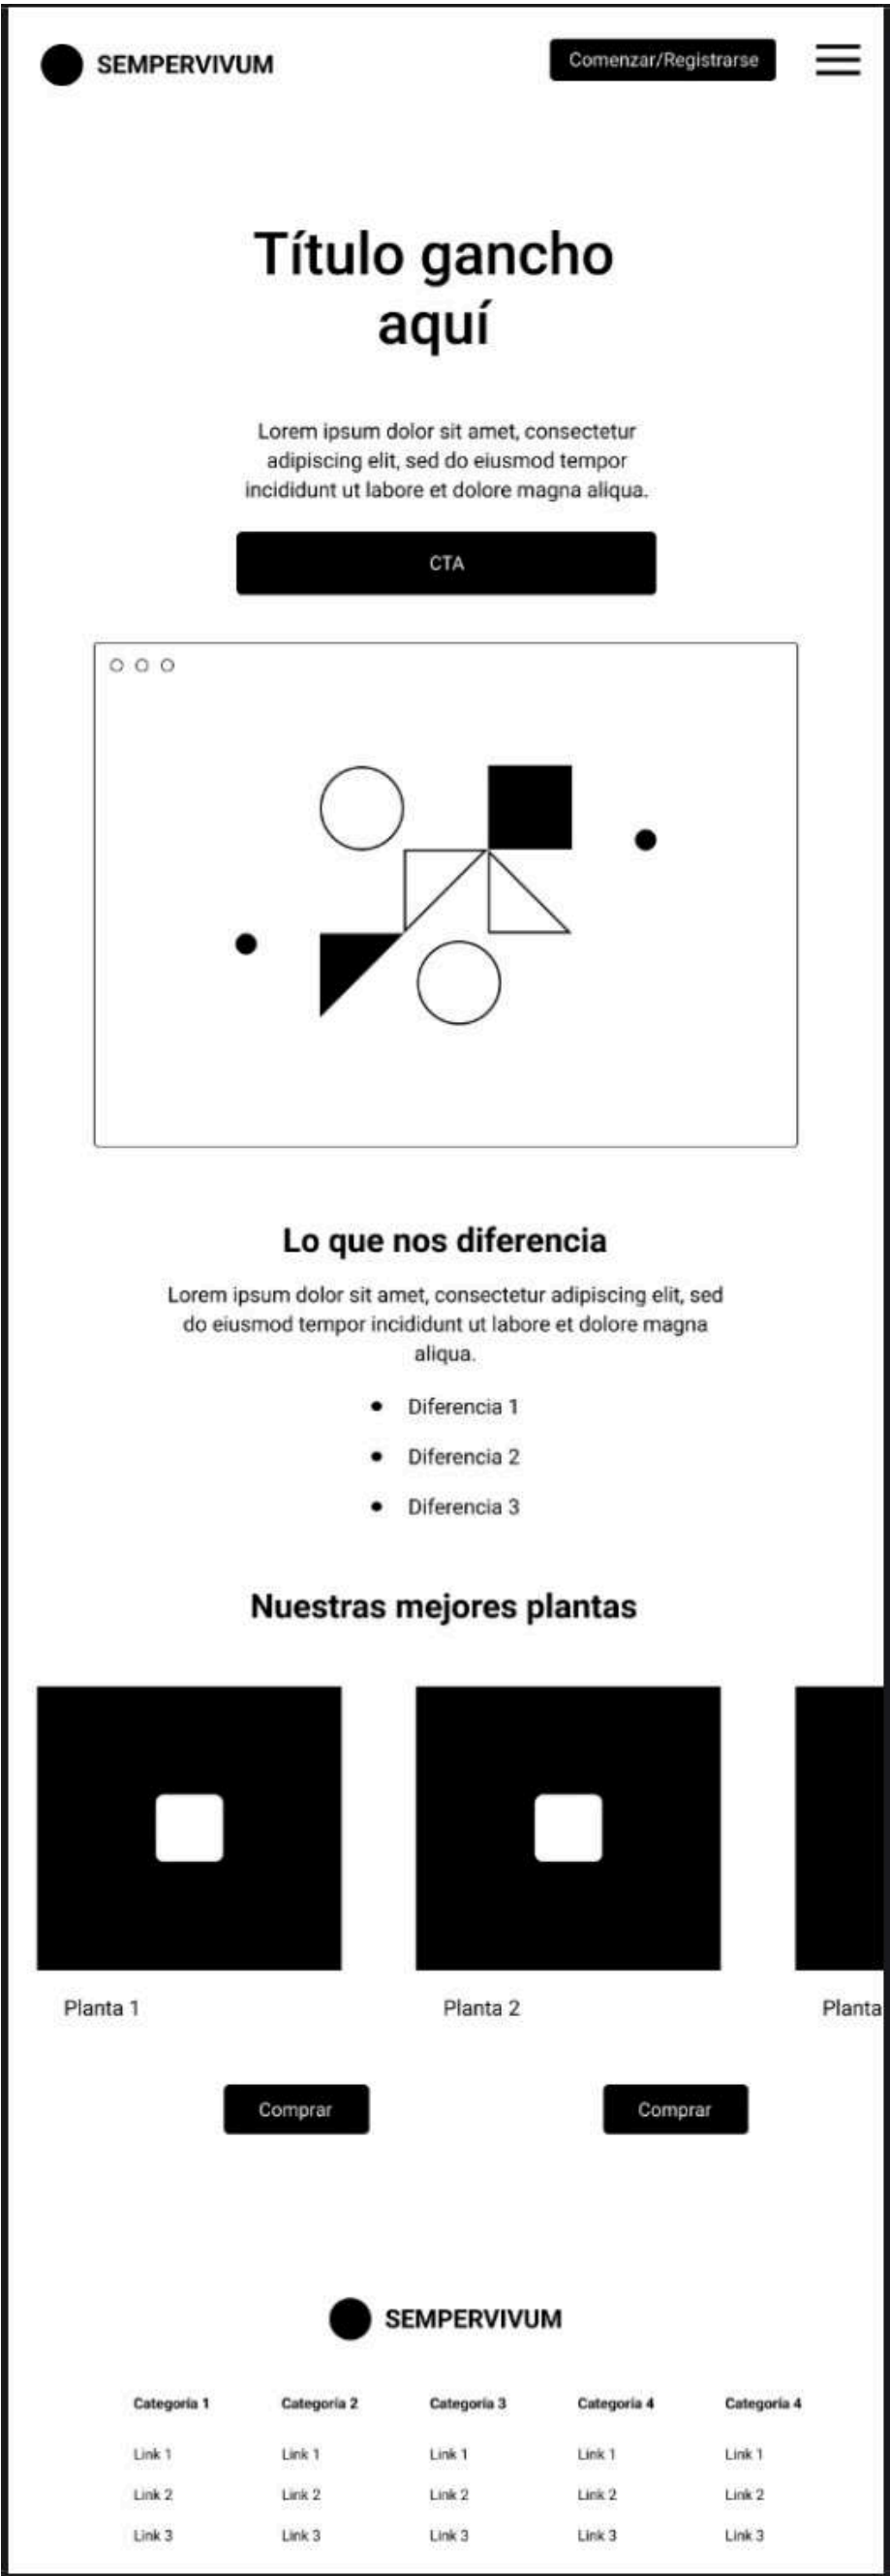 SEMPERVIVUM
Comenzar/Registrarse
Título gancho
aquí
Lorem ipsum dolor sit amet, consectetur
adipiscing elit, sed do eiusmod tempor
incididunt ut labore et dolore magna aliqua.
CTA
Lo que nos diferencia
Lorem ipsum dolor sit amet, consectetur adipiscing elit, sed
do eiusmod tempor incididunt ut labore et dolore magna
aliqua.
Diferencia 1
Diferencia 2
Diferencia 3
Nuestras mejores plantas
Planta 1
Planta 2
Planta
Comprar
Comprar
SEMPERVIVUM
Categoría 1 Categoría 2 Categoría 3 Categoría 4 Categoría 4
Link 1 Link 1 Link 1 Link 1 Link 1
Link 2 Link 2 Link 2 Link 2 Link 2
Link 3 Link 3 Link 3 Link 3 Link 3